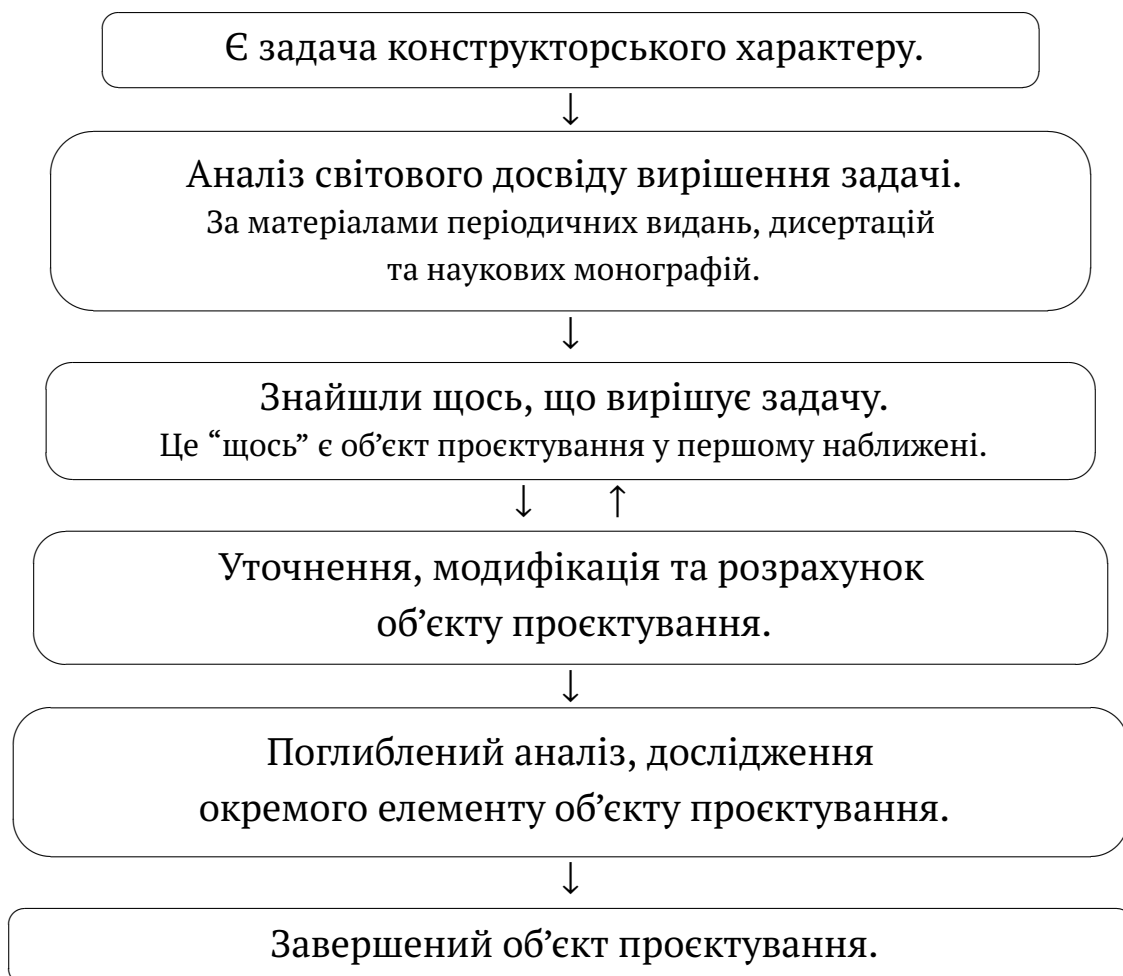 Є задача конструкторського характеру.
↓
Аналіз світового досвіду вирішення задачі.
За матеріалами періодичних видань, дисертацій
та наукових монографій.
↓
Знайшли щось, що вирішує задачу.
Це “щось” є об’єкт проєктування у першому наближені.
↓ ↑
Уточнення, модифікація та розрахунок
об’єкту проєктування.
↓
Поглиблений аналіз, дослідження
окремого елементу об’єкту проєктування.
↓
Завершений об’єкт проєктування.